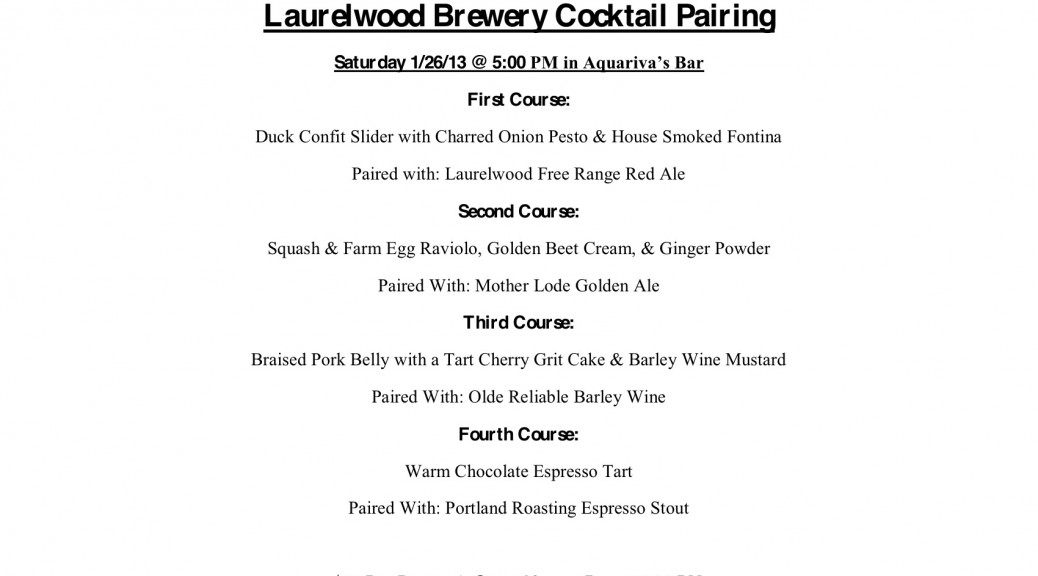 Laurelwood Brewery Cocktail Pairing
Saturday 1/26/13 @ 5:00 PM in Aquariva’s Bar
First Course:
Duck Confit Slider with Charred Onion Pesto & House Smoked Fontina
Paired with: Laurelwood Free Range Red Ale
Second Course:
Squash & Farm Egg Raviolo, Golden Beet Cream, & Ginger Powder
Paired With: Mother Lode Golden Ale
Third Course:
Braised Pork Belly with a Tart Cherry Grit Cake & Barley Wine Mustard
Paired With: Olde Reliable Barley Wine
Fourth Course:
Warm Chocolate Espresso Tart
Paired With: Portland Roasting Espresso Stout